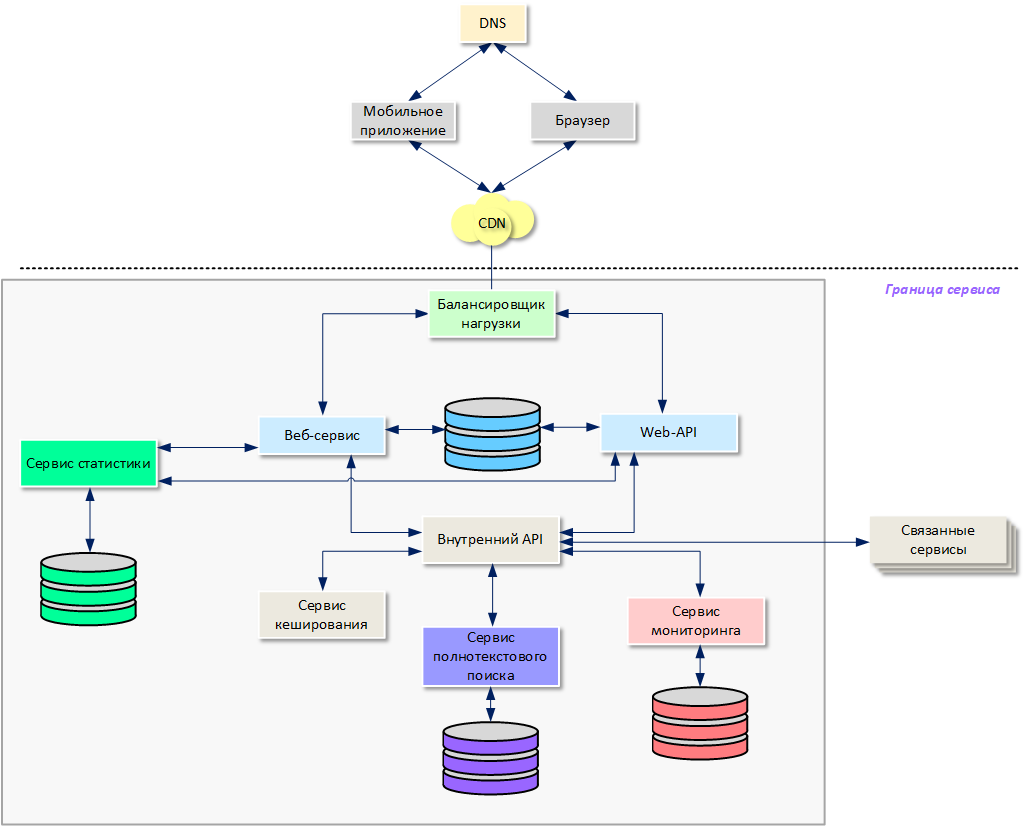 DNS
Мобильное
приложение
Браузер
CDN
Граница сервиса
Балансировщик
нагрузки
Веб-сервис
Web-API
Сервис статистики
Внутренний API
Связанные
сервисы
Сервис
кеширования
Сервис
полнотекстового
поиска
Сервис
мониторинга